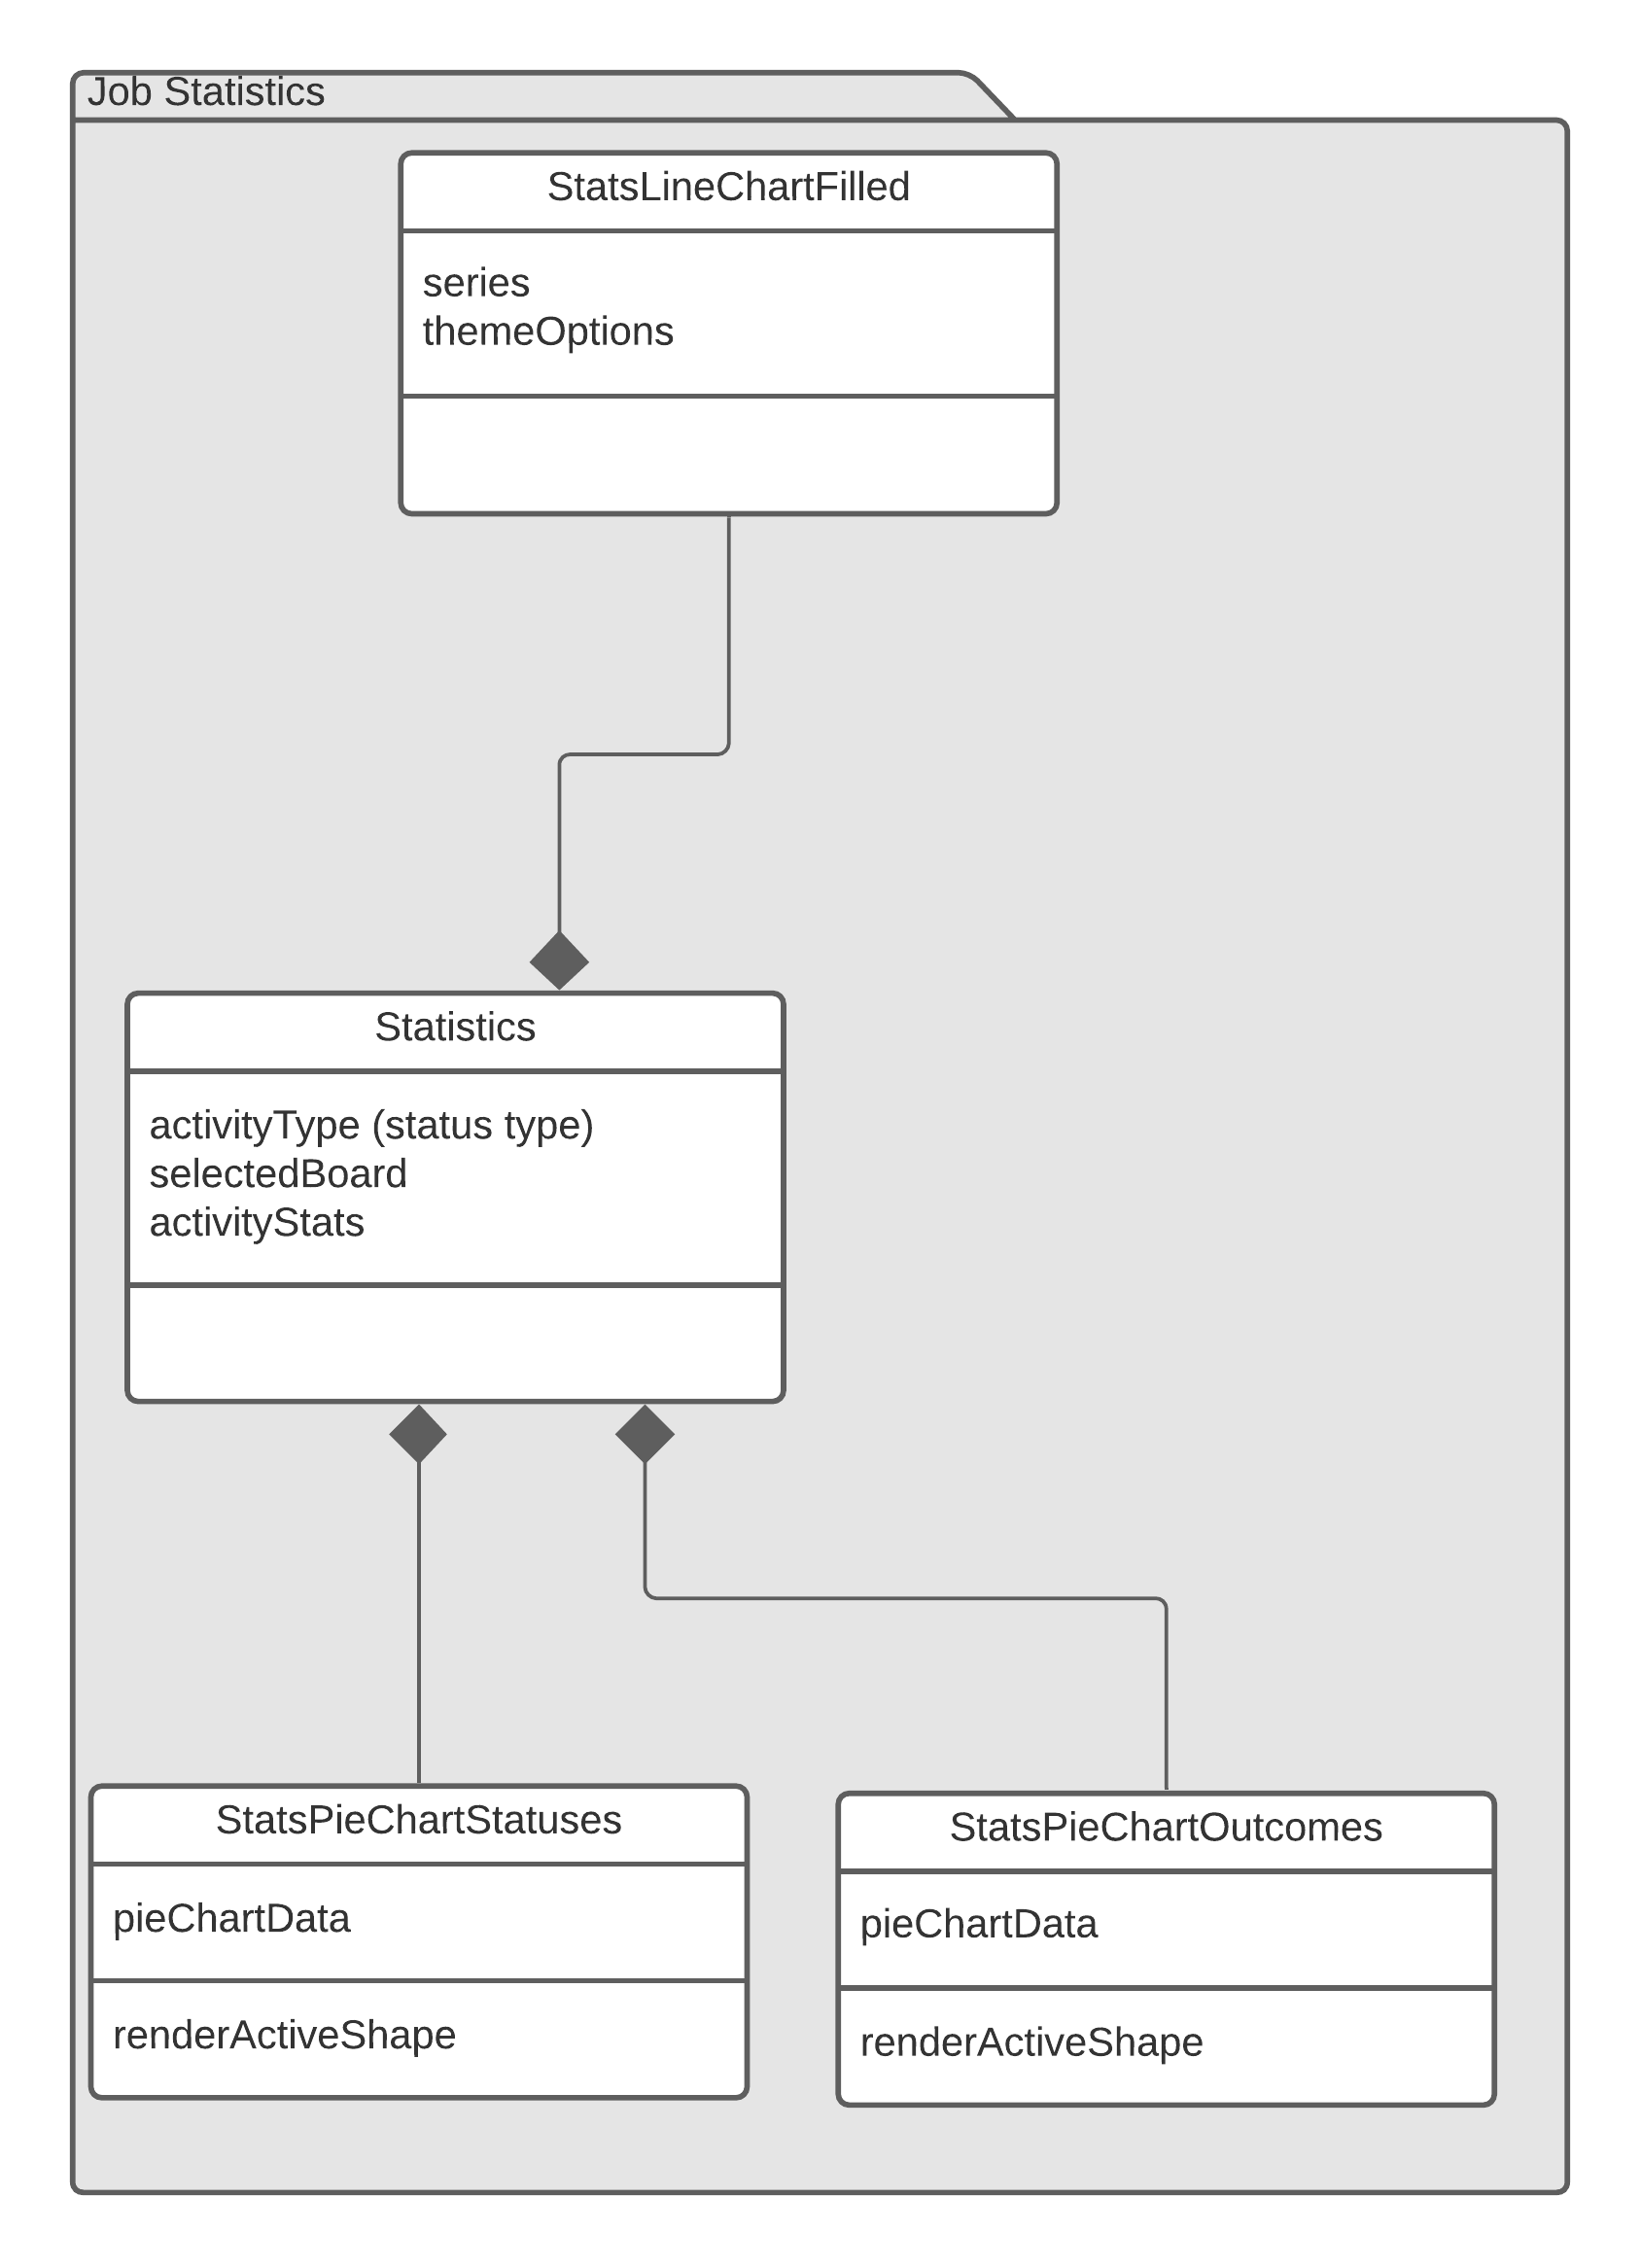 Job Statistics
StatsLineChartFilled
series
themeOptions
Statistics
activityType (status type)
selectedBoard
activityStats
StatsPieChartStatuses
pieChartData
renderActiveShape
StatsPieChartOutcomes
pieChartData
renderActiveShape